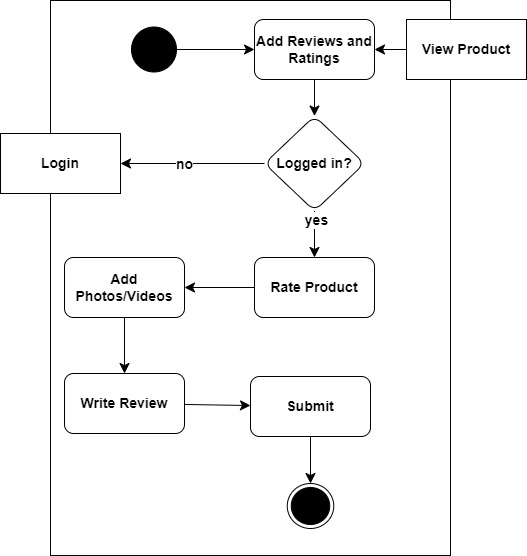 Add Reviews and
Ratings
View Product
Login
no
Logged in?
yes
Add
Photos/Videos
Rate Product
Write Review
Submit